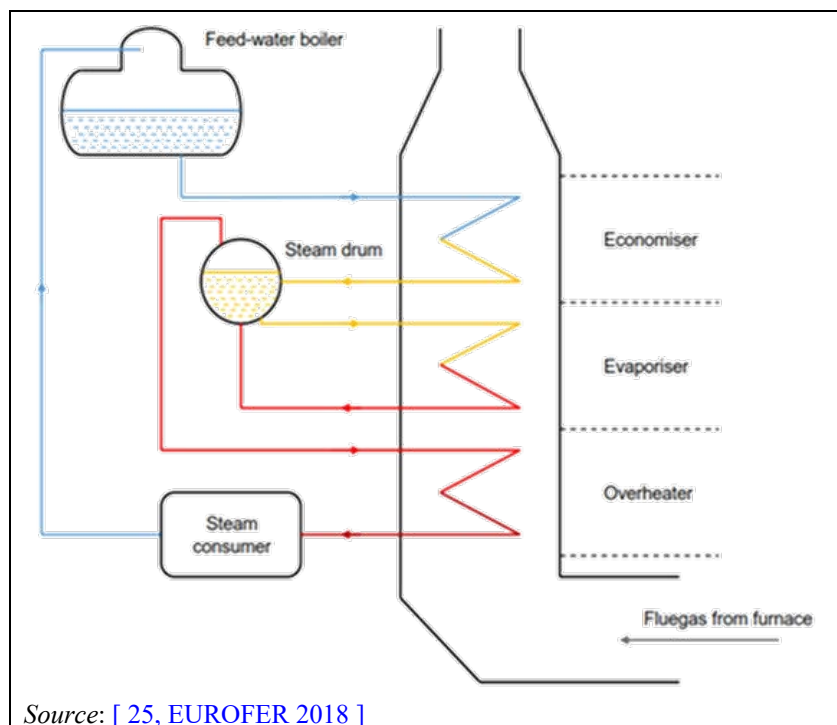 Feed-water boiler
Steam drum
Economiser
Evaporiser
Overheater
Steam
consumer
Fluegas from furnace
Source: [ 25, EUROFER 2018 ]